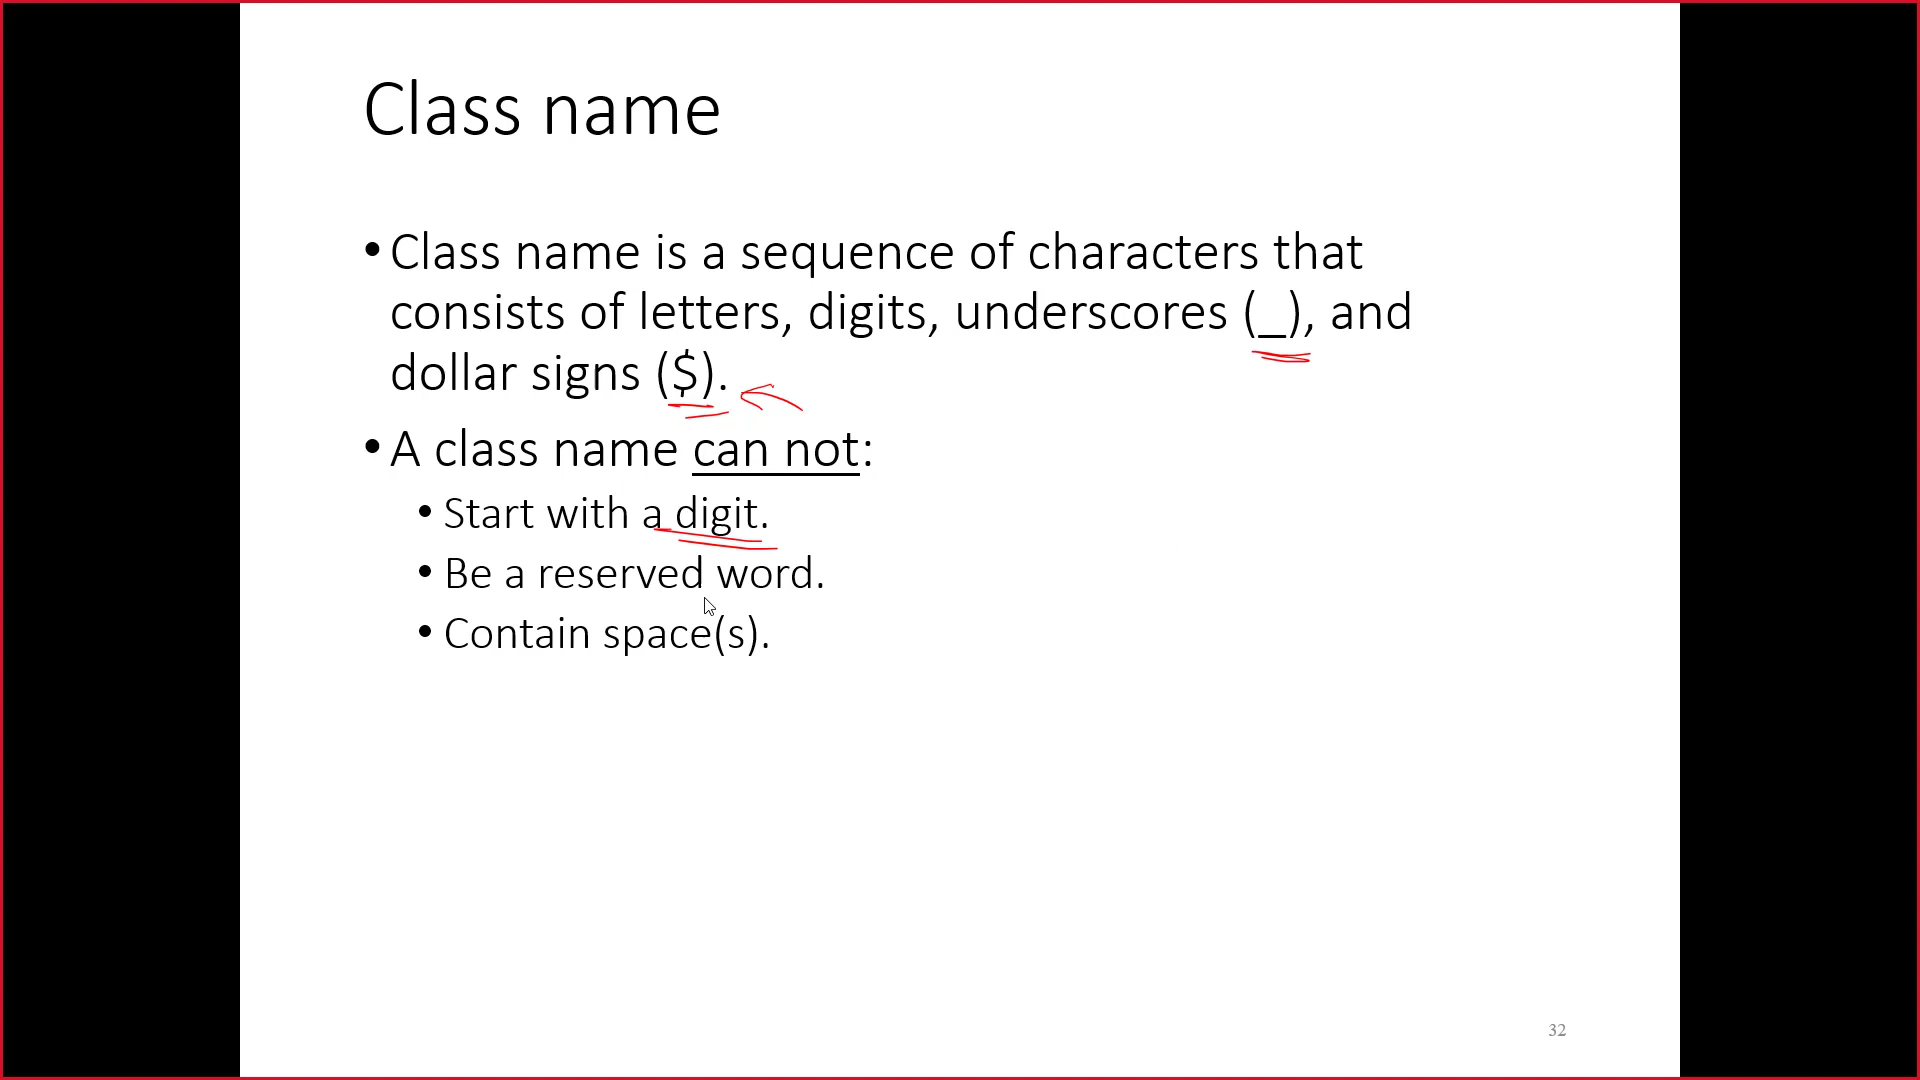 Class name
• Class name is a sequence of characters that
consists of letters, digits, underscores (_), and
dollar signs ($).
• A class name can not:
• Start with a digit.
• Be a reserved word.
• Contain space(s).
32